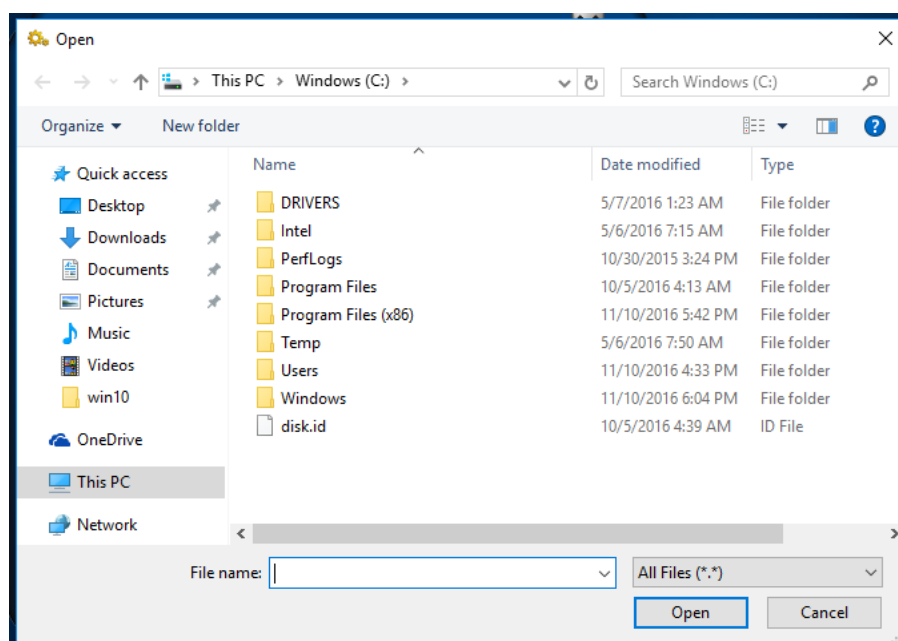 Open
This PC > Windows (C:) >
Search Windows (C:)
Organize
New folder
Quick access
Desktop
Downloads
Documents
Pictures
Music
Videos
win10
OneDrive
This PC
Network
Name Date modified Type
DRIVERS 5/7/2016 1:23 AM File folder
Intel 5/6/2016 7:15 AM File folder
PerfLogs 10/30/2015 3:24 PM File folder
Program Files 10/5/2016 4:13 AM File folder
Program Files (x86) 11/10/2016 5:42 PM File folder
Temp 5/6/2016 7:50 AM File folder
Users 11/10/2016 4:33 PM File folder
Windows 11/10/2016 6:04 PM File folder
disk.id 10/5/2016 4:39 AM ID File
File name:
All Files (*.*)
Open
Cancel